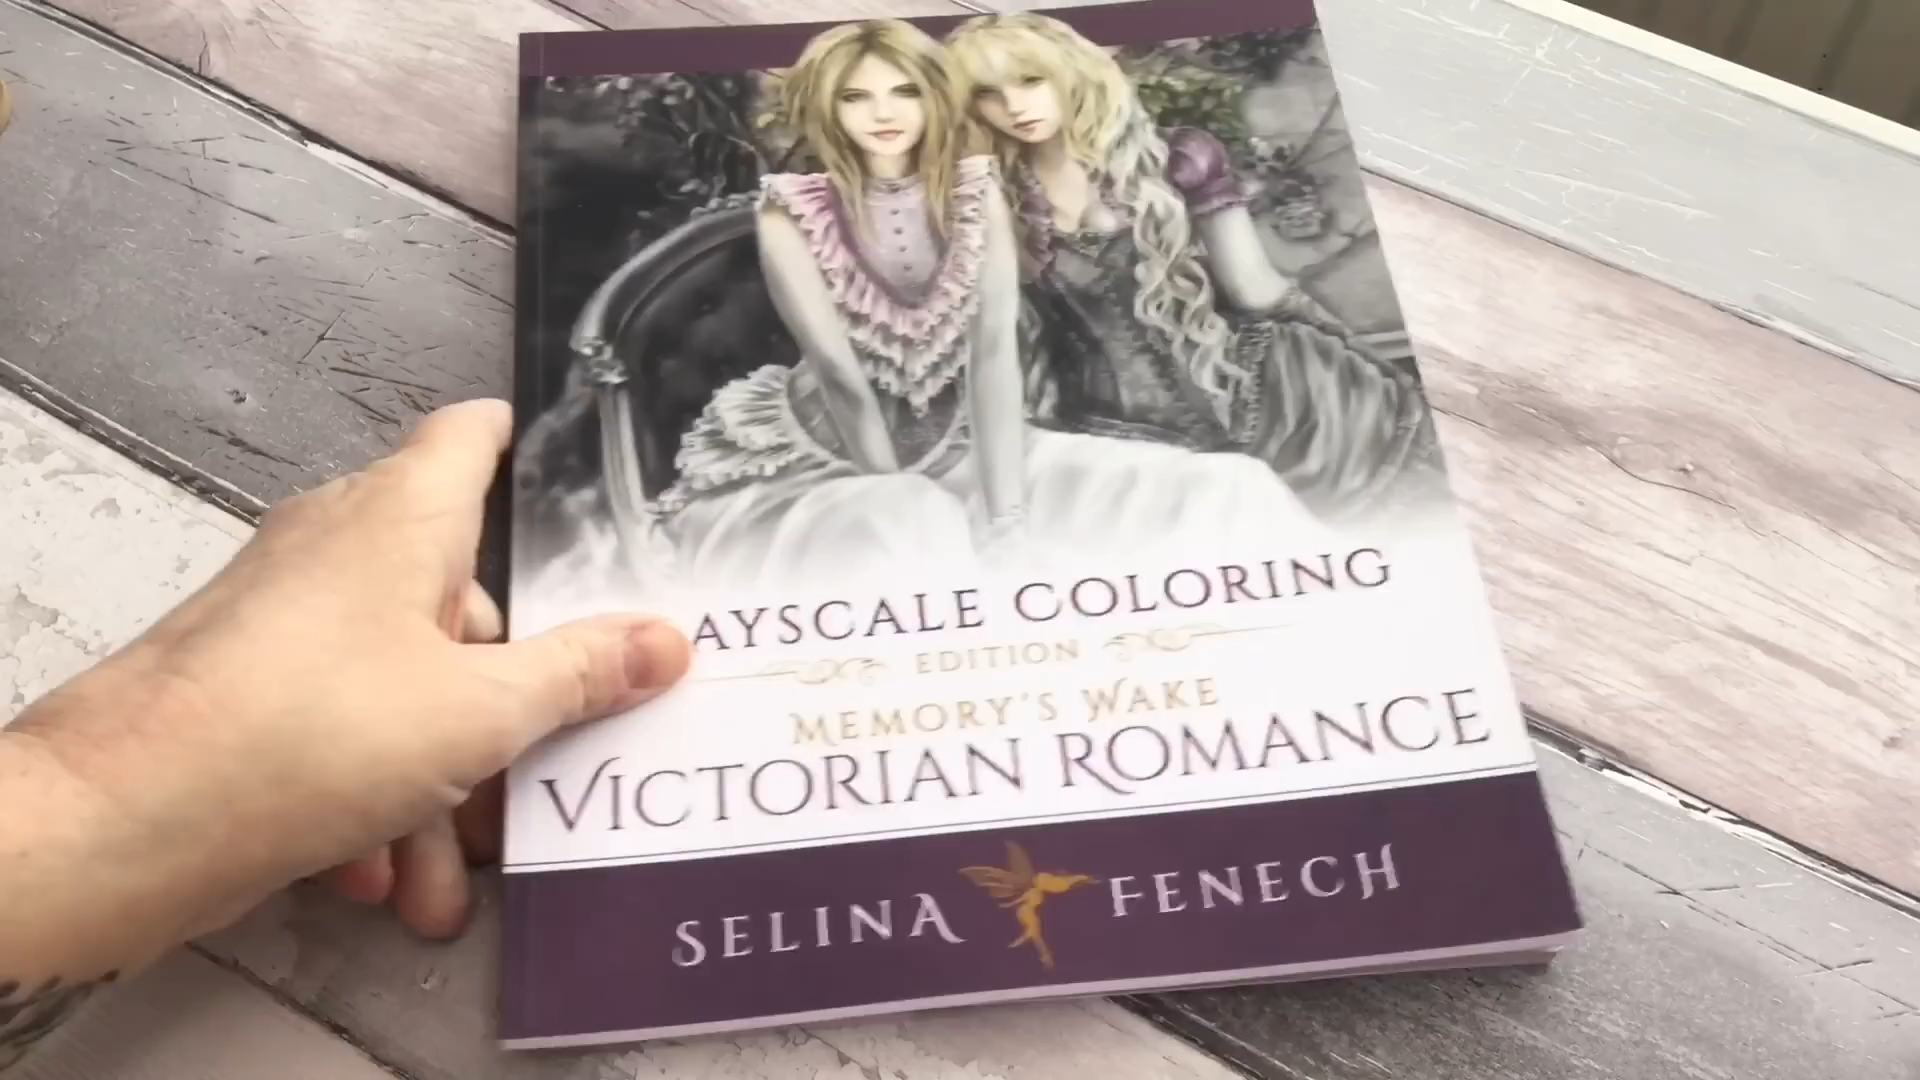 AYSCALE COLORING
EDITION
MEMORY'S WAKE
VICTORIAN ROMANCE
SELINA FENECH